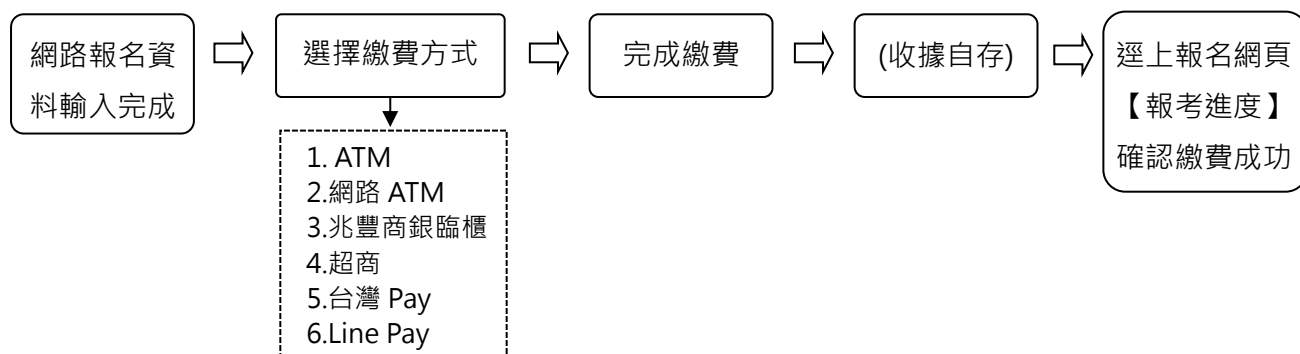 網路報名資
料輸入完成
選擇繳費方式
完成繳費
(收據自存)
逕上報名網頁
【報考進度】
確認繳費成功
1. ATM
2.網路 ATM
3.兆豐商銀臨櫃
4.超商
5.台灣 Pay
6.Line Pay